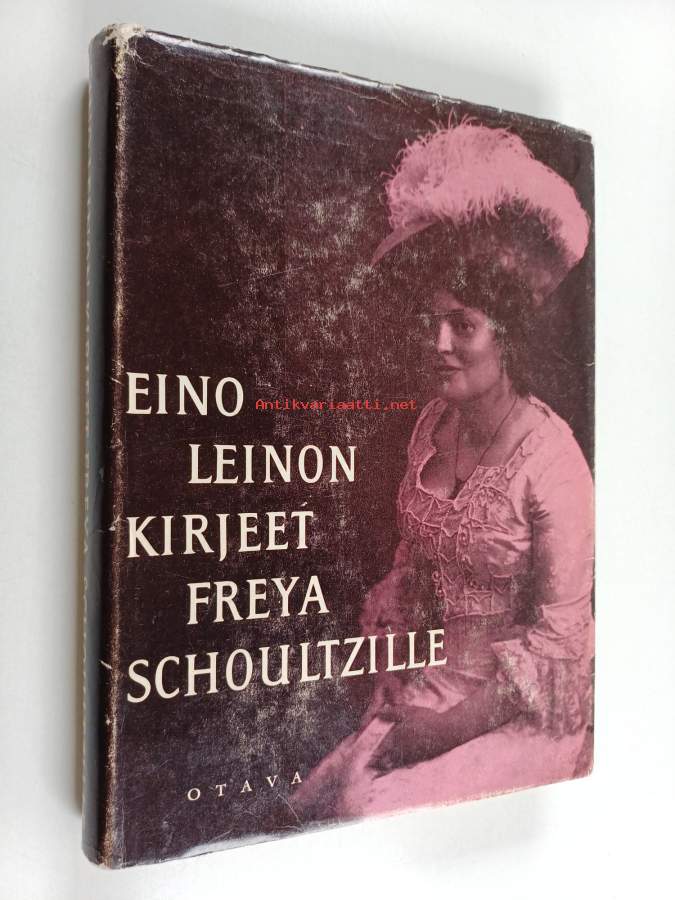 EINO
Antikvariaatti.net
LEINON
KIRJEET
FREYA
SCHOULTZILLE
OTAVA